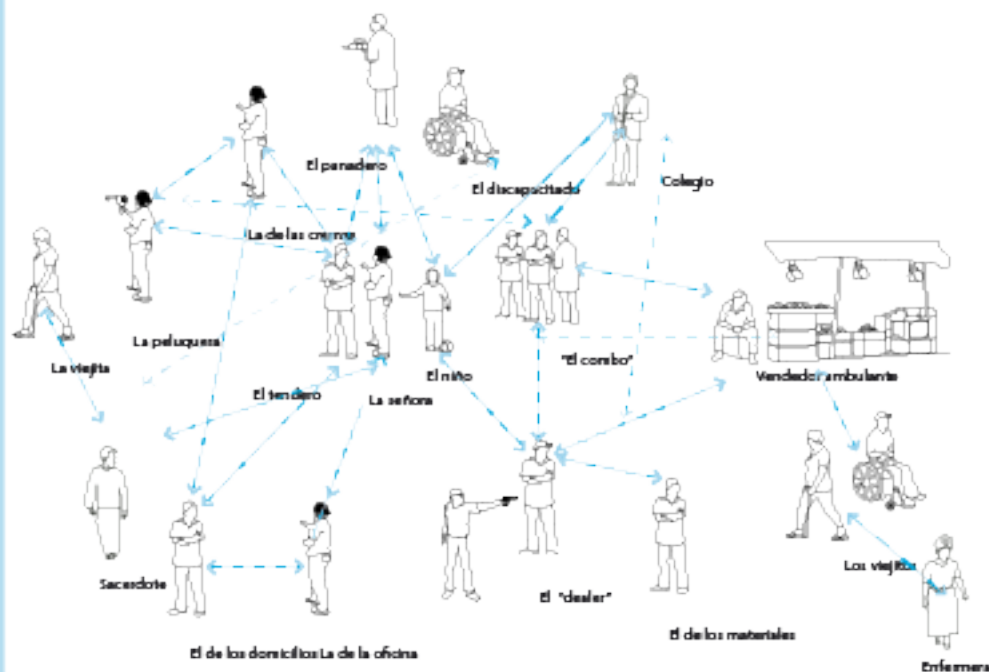 El panadero
El discapacitado
Colegio
La de las cremas
La peluquera
La viejita
El tendero
La señora
El niño
"El combo"
Vendedor ambulante
Sacerdote
El "dealer"
Los viejitos
El de los materiales
El de los domicilios La de la oficina
Enfermera